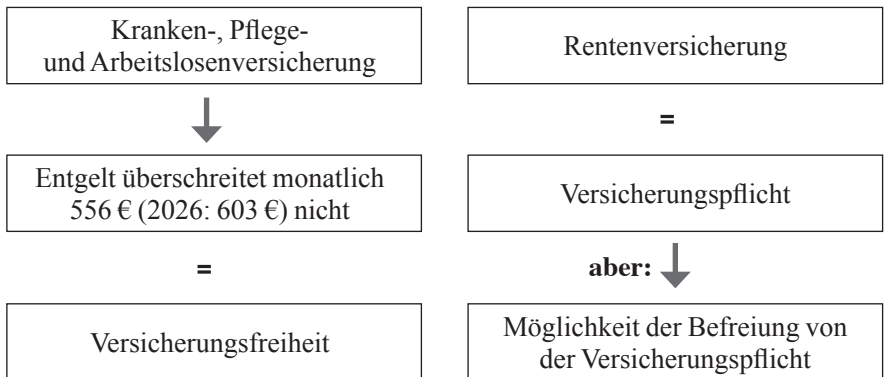 Kranken-, Pflege-
und Arbeitslosenversicherung
Entgelt überschreitet monatlich
556 € (2026: 603 €) nicht
=
Versicherungsfreiheit
Rentenversicherung
=
Versicherungspflicht
aber:
Möglichkeit der Befreiung von
der Versicherungspflicht